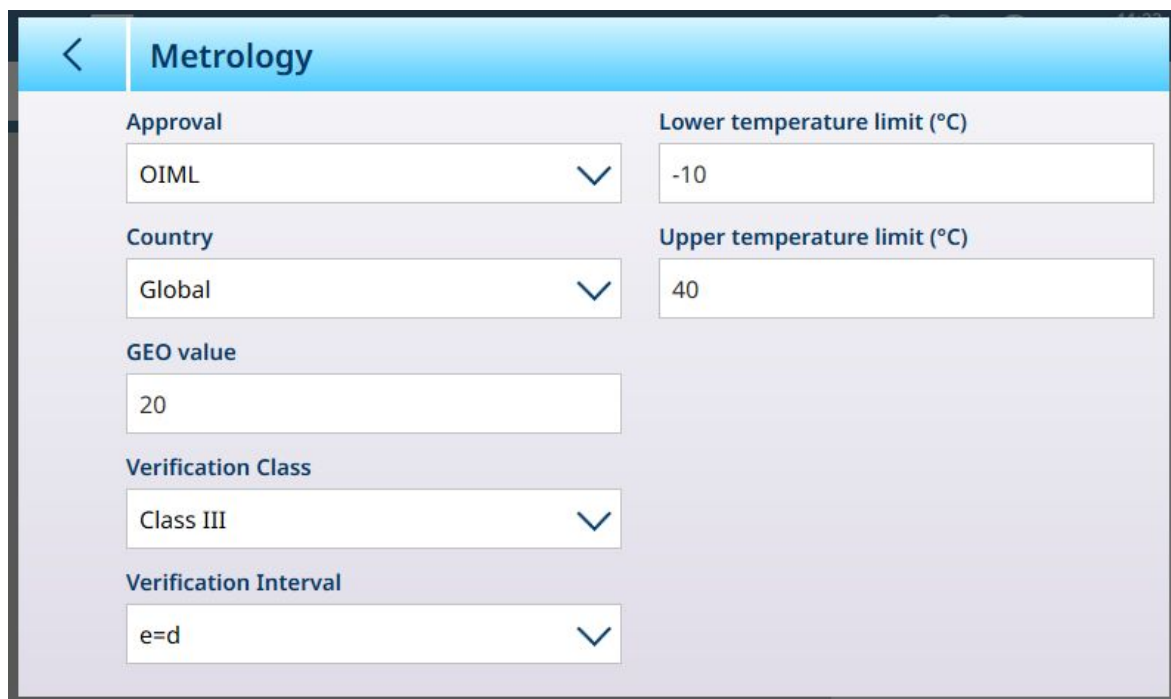 Metrology
Approval
OIML
Country
Global
GEO value
20
Verification Class
Class III
Verification Interval
e=d
Lower temperature limit (°C)
-10
Upper temperature limit (°C)
40